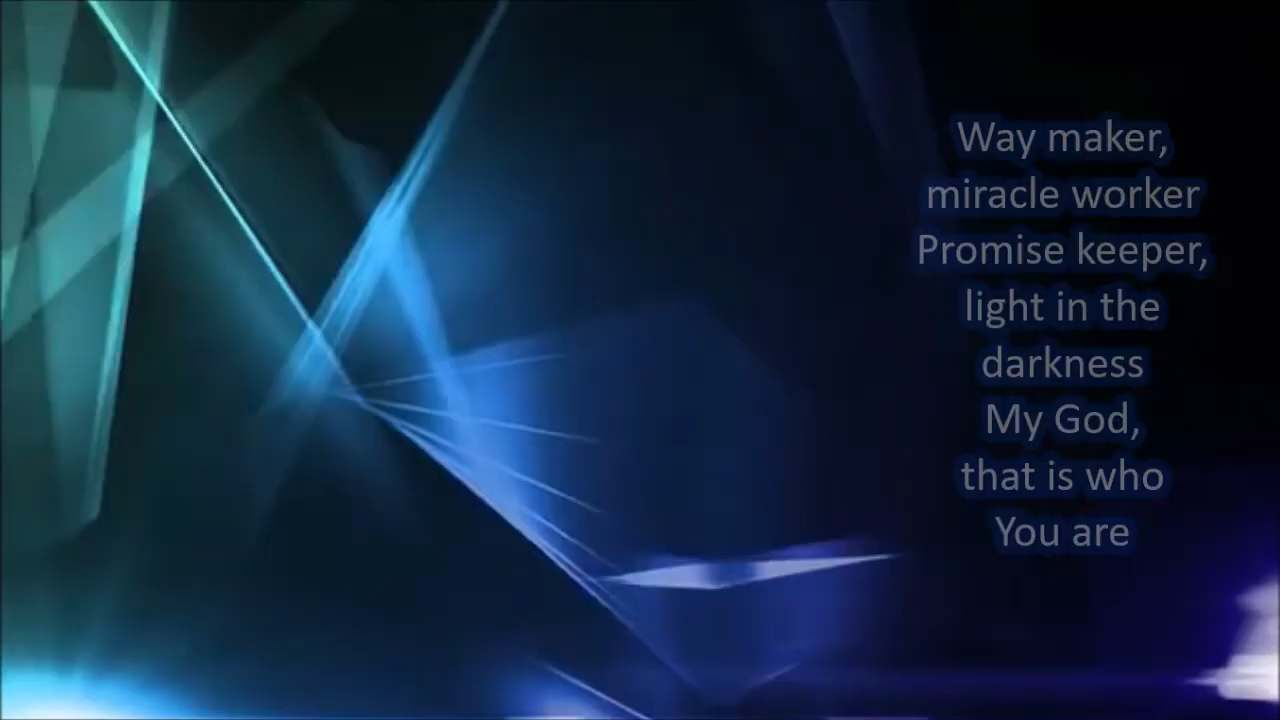 Way maker,
miracle worker
Promise keeper,
light in the
darkness
My God,
that is who
You are